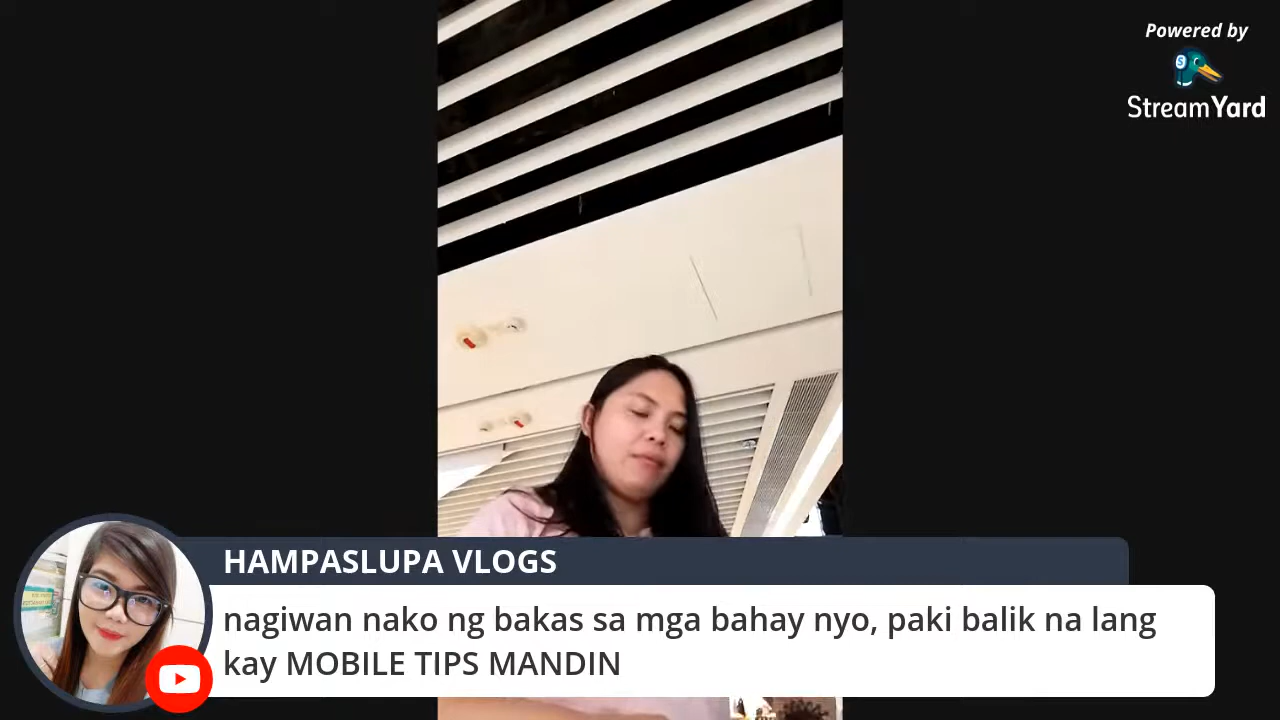 Powered by
StreamYard
HAMPASLUPA VLOGS
nagiwan nako ng bakas sa mga bahay nyo, paki balik na lang
kay MOBILE TIPS MANDIN